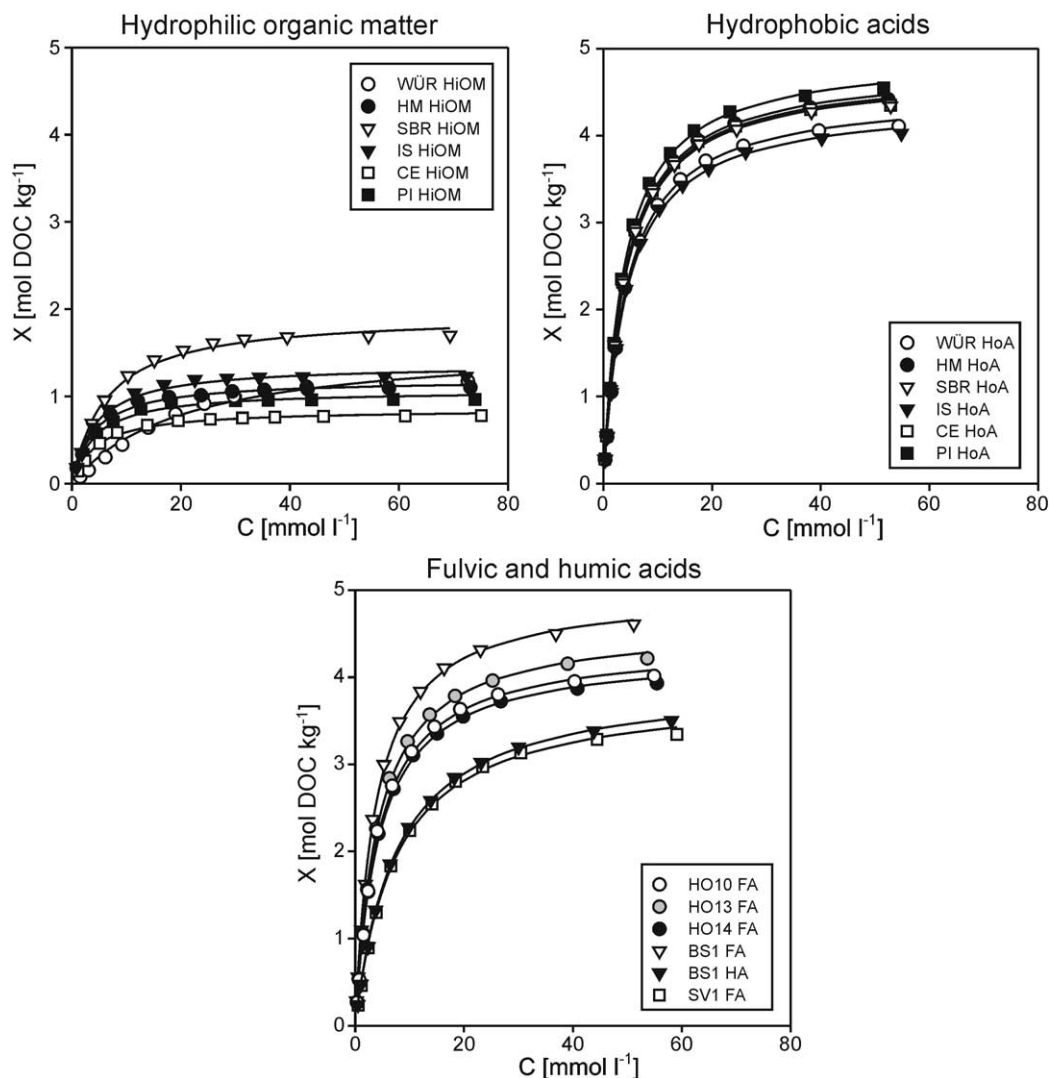 Hydrophilic organic matter
5
4
3
2
1
0
X [mol DOC kg⁻¹]
WÜR HiOM
HM HiOM
SBR HiOM
IS HiOM
CE HiOM
PI HiOM
0 20 40 60 80
C [mmol l⁻¹]
Hydrophobic acids
5
4
3
2
1
0
X [mol DOC kg⁻¹]
WÜR HoA
HM HoA
SBR HoA
IS HoA
CE HoA
PI HoA
0 20 40 60 80
C [mmol l⁻¹]
Fulvic and humic acids
5
4
3
2
1
0
X [mol DOC kg⁻¹]
HO10 FA
HO13 FA
HO14 FA
BS1 FA
BS1 HA
SV1 FA
0 20 40 60 80
C [mmol l⁻¹]